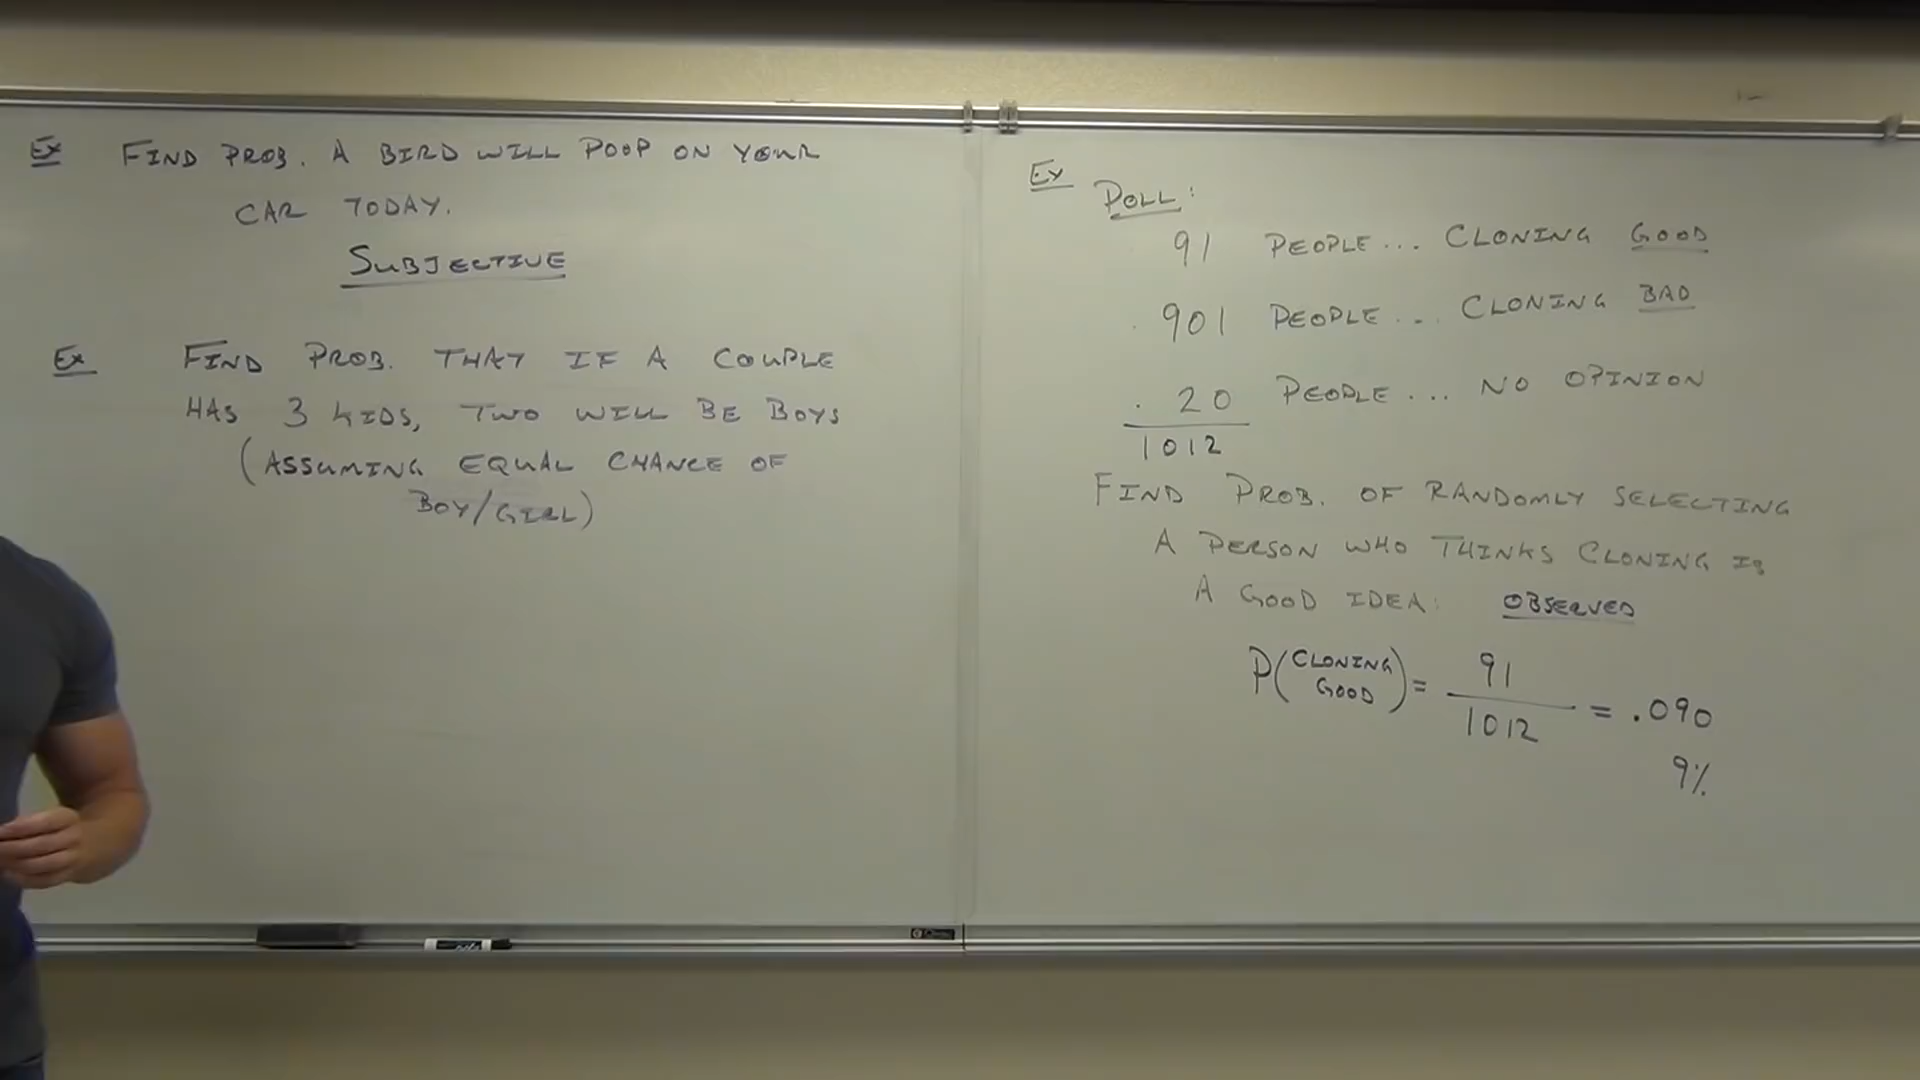 Ex FIND PROB. A BIRD WILL POOP ON YOUR
CAR TODAY.
SUBJECTIVE
Ex FIND PROB. THAT IF A COUPLE
HAS 3 KIDS, TWO WILL BE BOYS
(ASSUMING EQUAL CHANCE OF
BOY/GIRL)
Ex POLL:
91 PEOPLE... CLONING GOOD
901 PEOPLE... CLONING BAD
20 PEOPLE... NO OPINION
1012
FIND PROB. OF RANDOMLY SELECTING
A PERSON WHO THINKS CLONING IS
A GOOD IDEA: OBSERVED
P(CLONING GOOD) = 91/1012 = .090
9%